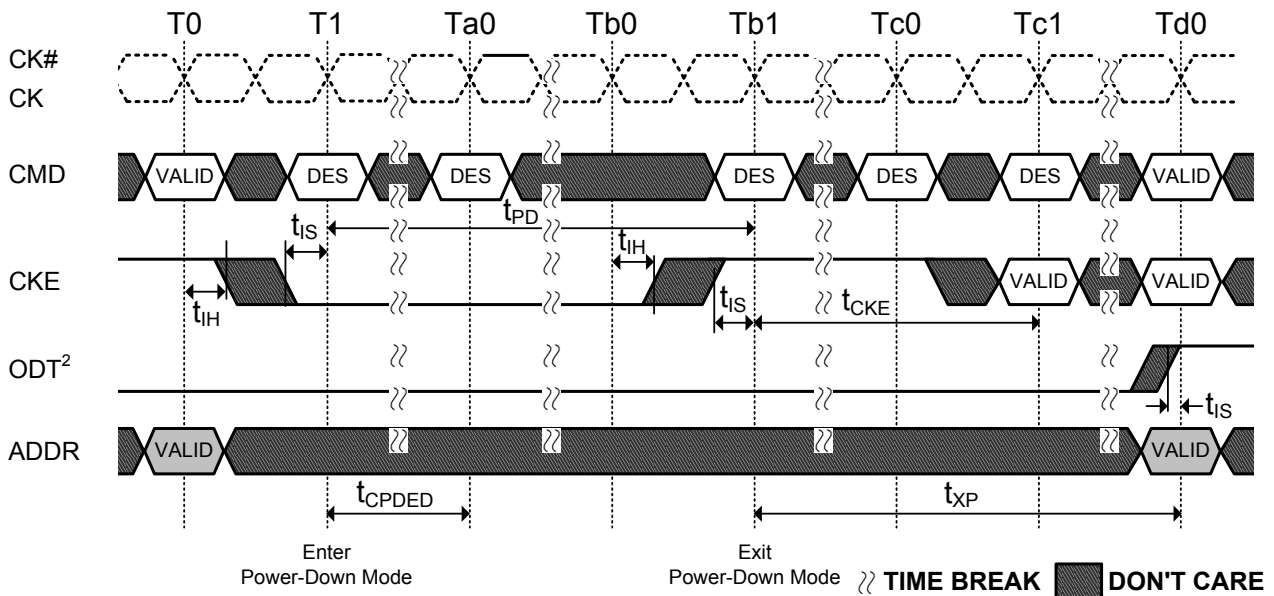 T0 T1 Ta0 Tb0 Tb1 Tc0 Tc1 Td0
CK#
CK
CMD VALID DES DES DES DES DES VALID
tPD
tIS tIH
CKE VALID VALID
tIH tIS tCKE
ODT2
tIS
ADDR VALID VALID
tCPDED tXP
Enter Power-Down Mode
Exit Power-Down Mode
TIME BREAK DON'T CARE